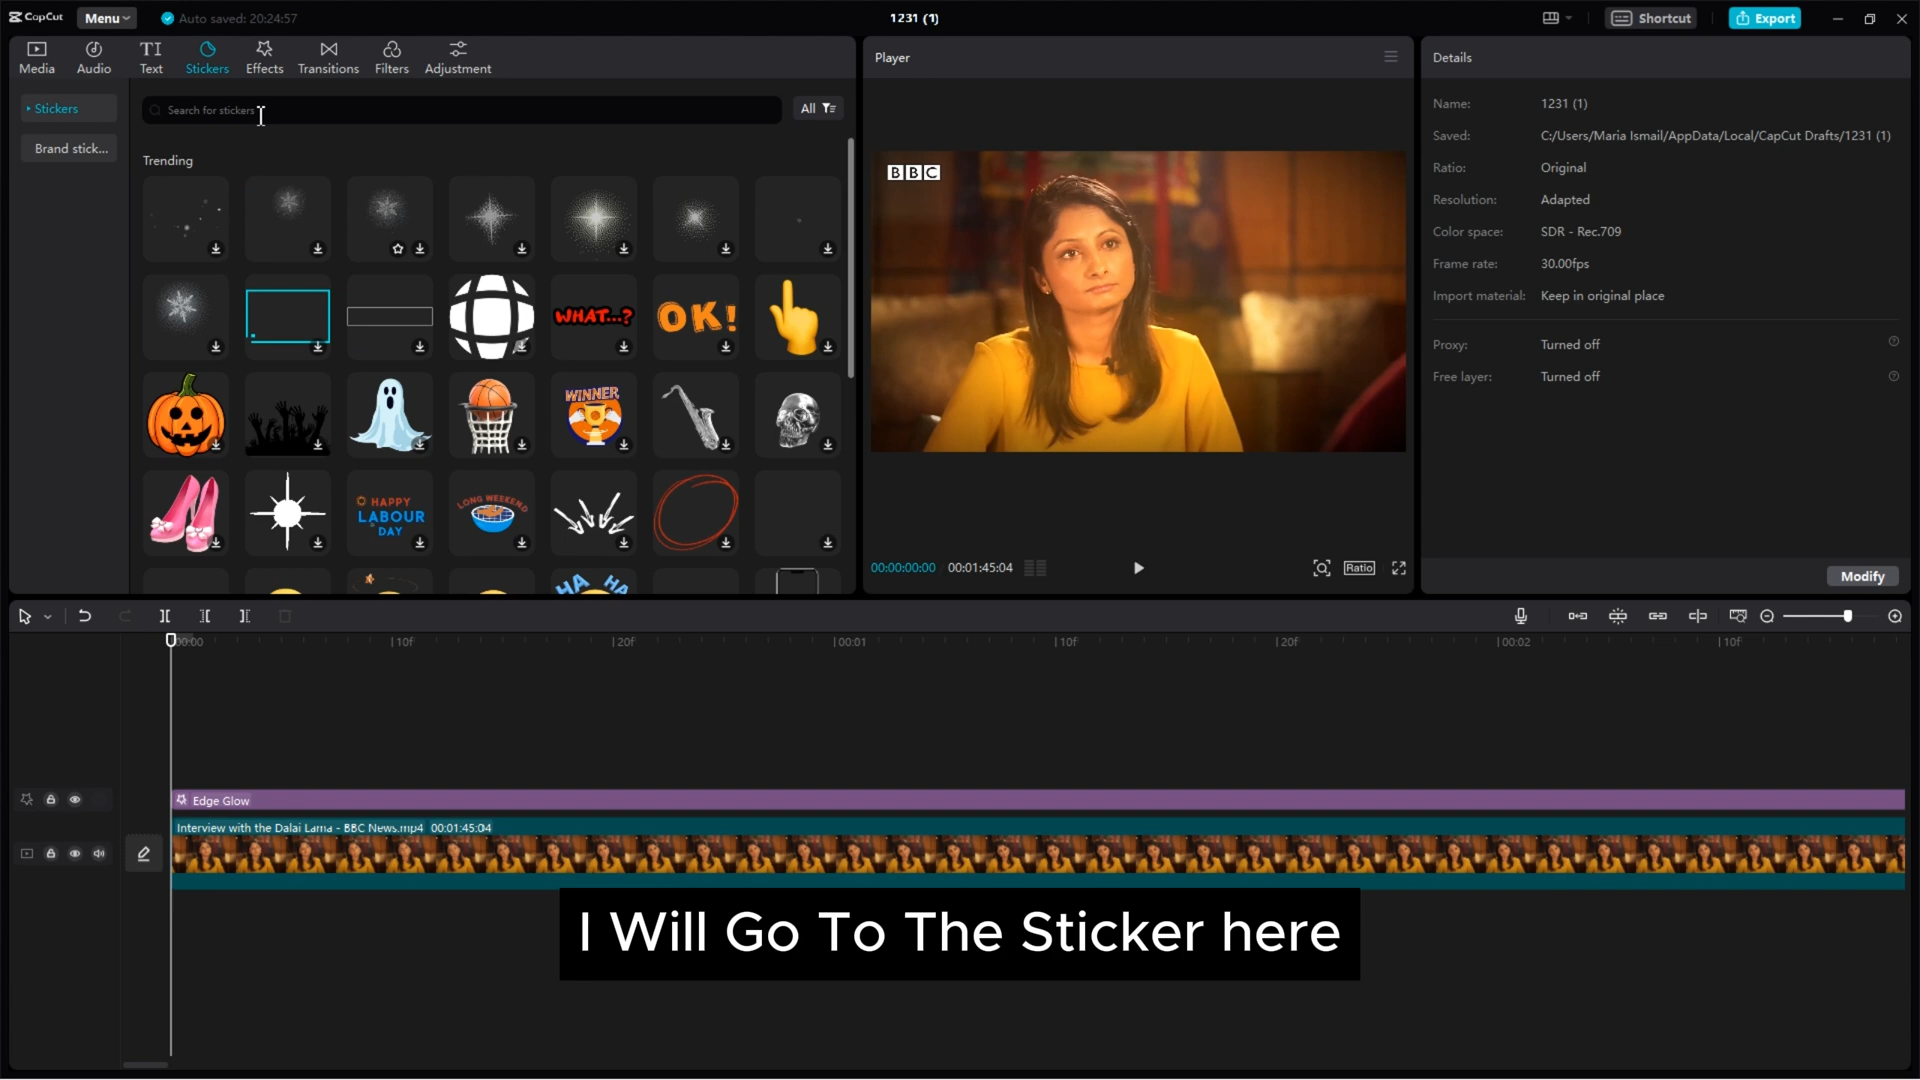 CapCut
Menu
Auto saved: 20:24:57
1231 (1)
Shortcut
Export
Media
Audio
Text
Stickers
Effects
Transitions
Filters
Adjustment
Stickers
Brand stick...
Search for stickers
All
Trending
WHAT...?
OK!
WINNER
HAPPY
LABOUR
DAY
LONG WEEKEND
HA HA
Player
BBC
00:00:00:00
00:01:45:04
Ratio
Details
Name: 1231 (1)
Saved: C:/Users/Maria Ismail/AppData/Local/CapCut Drafts/1231 (1)
Ratio: Original
Resolution: Adapted
Color space: SDR - Rec.709
Frame rate: 30.00fps
Import material: Keep in original place
Proxy: Turned off
Free layer: Turned off
Modify
00:00
10f
20f
00:01
10f
20f
00:02
10f
Edge Glow
Interview with the Dalai Lama - BBC News.mp4 00:01:45:04
I Will Go To The Sticker here